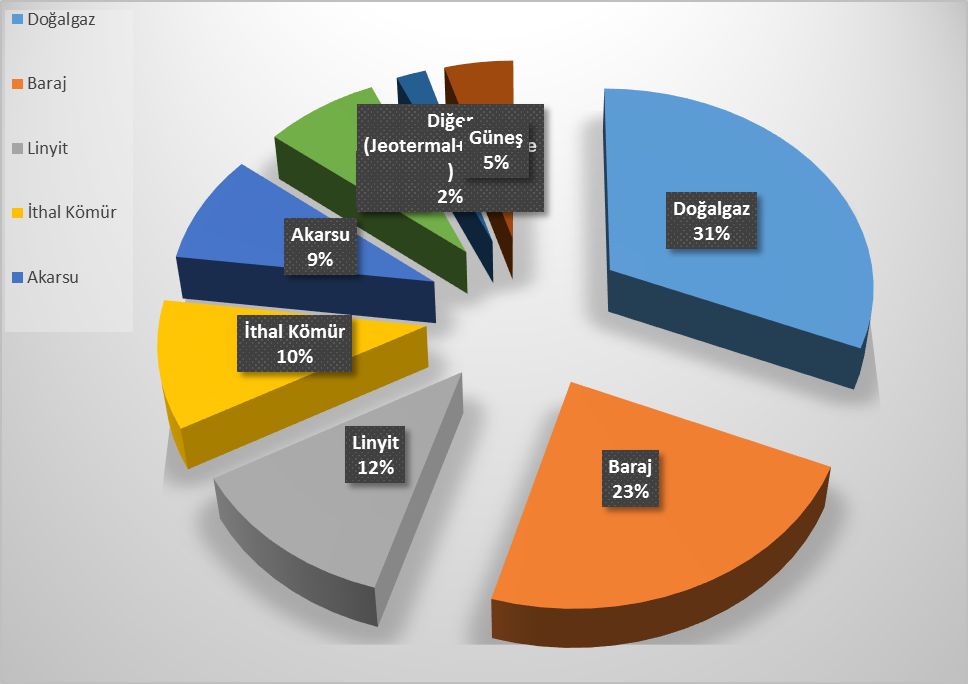 Doğalgaz
Baraj
Linyit
İthal Kömür
Akarsu
Diğer
(Jeotermal+
)
2%
Güneş
5%
Doğalgaz
31%
Akarsu
9%
İthal Kömür
10%
Linyit
12%
Baraj
23%